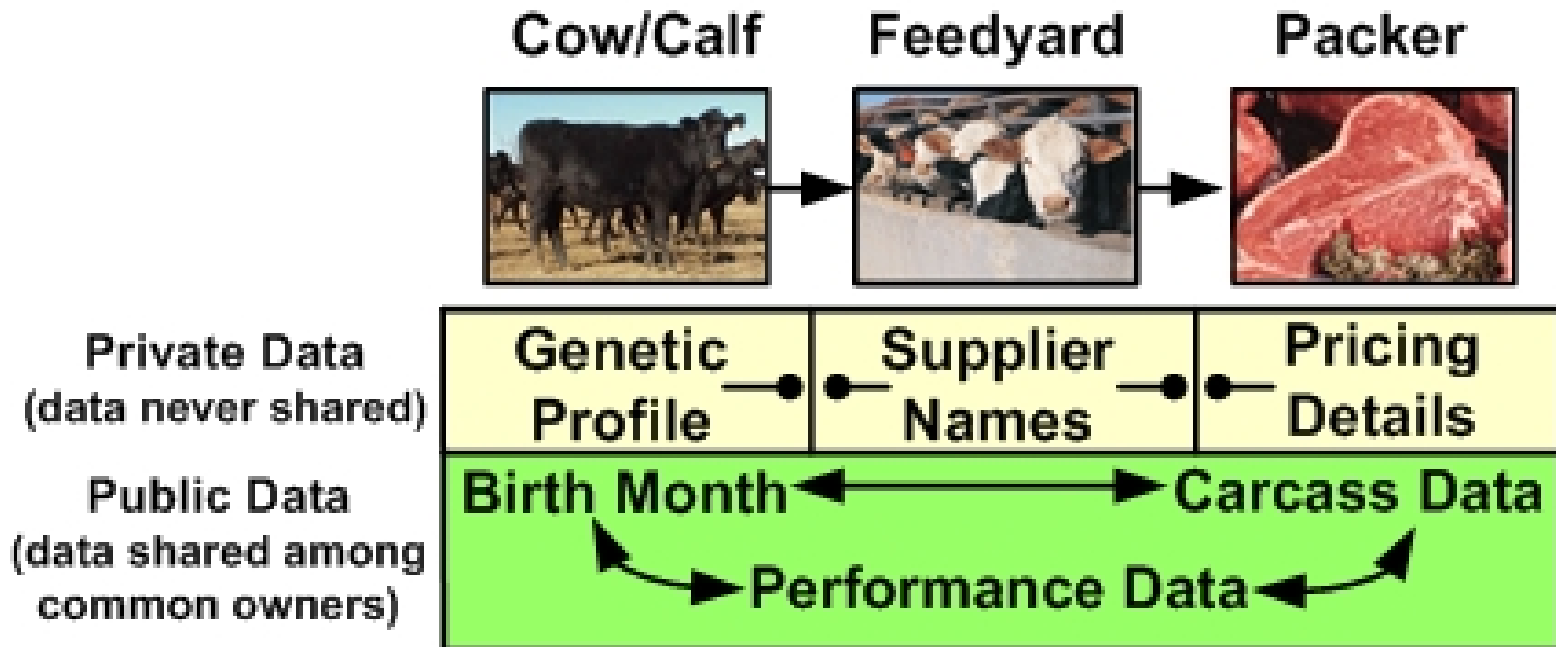 Cow/Calf Feedyard Packer
Private Data
(data never shared)
Genetic
Profile
Supplier
Names
Pricing
Details
Public Data
(data shared among
common owners)
Birth Month Carcass Data
Performance Data